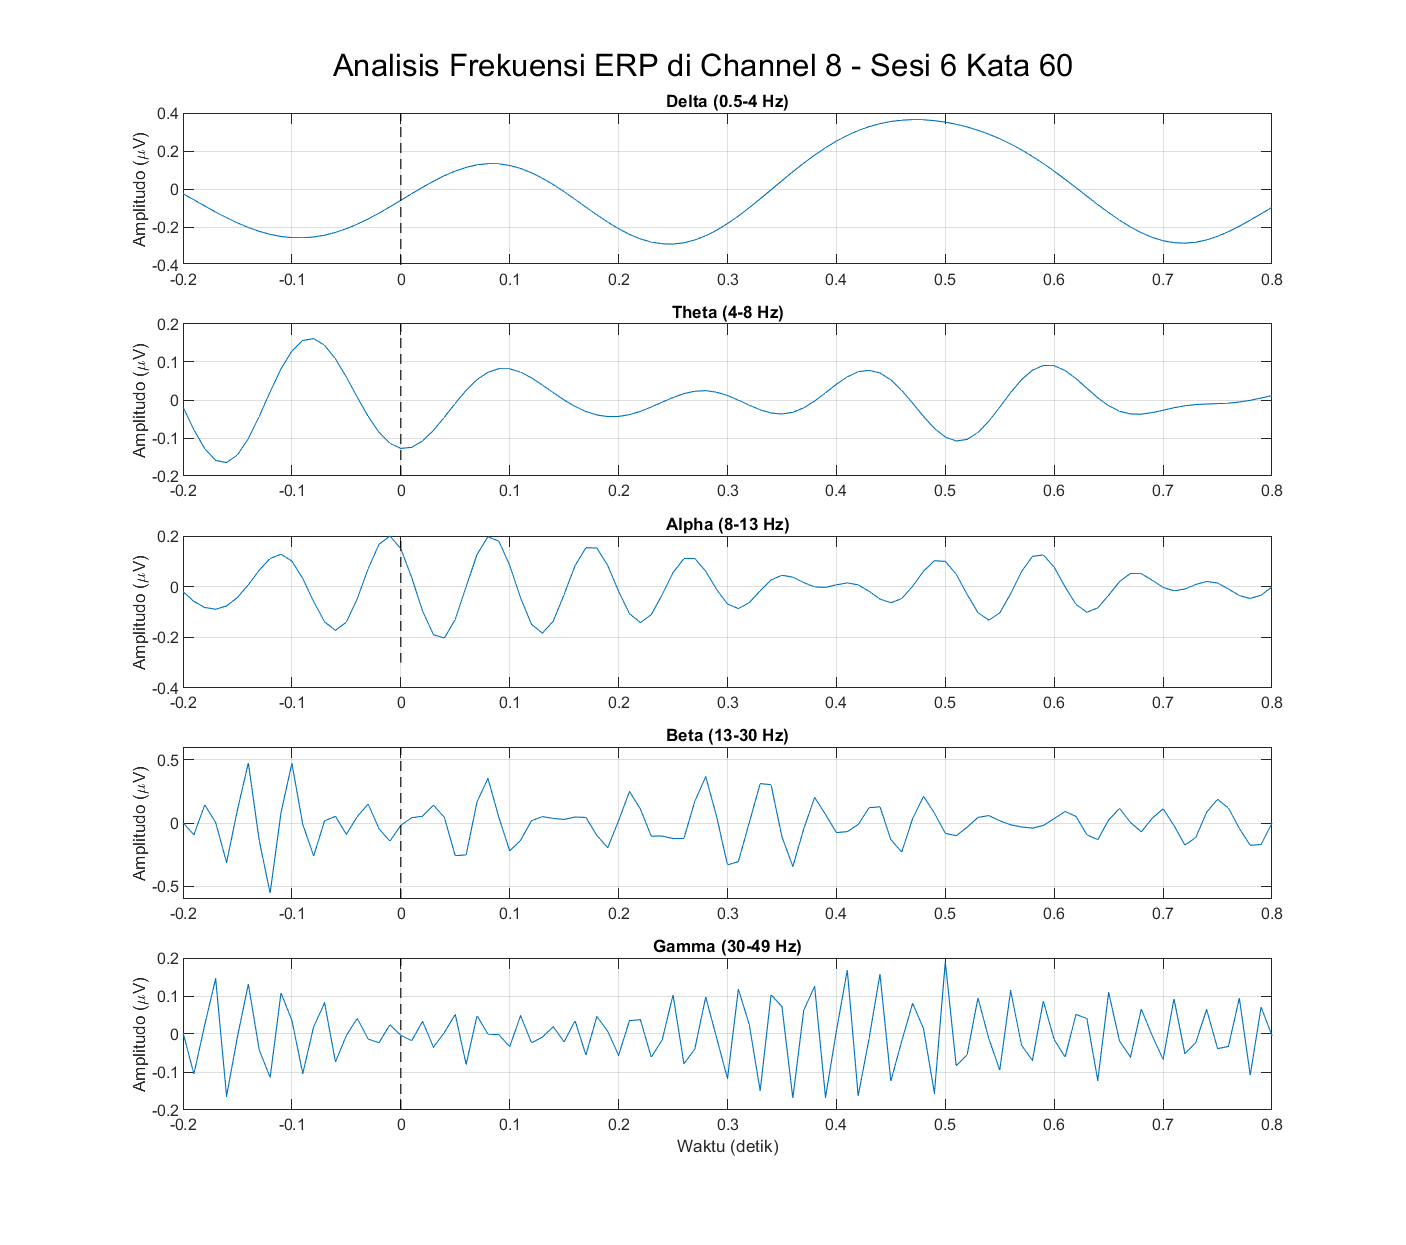 Analisis Frekuensi ERP di Channel 8 - Sesi 6 Kata 60
Delta (0.5-4 Hz)
Amplitudo (μV)
0.4
0.2
0
-0.2
-0.4
-0.2 -0.1 0 0.1 0.2 0.3 0.4 0.5 0.6 0.7 0.8
Theta (4-8 Hz)
Amplitudo (μV)
0.2
0.1
0
-0.1
-0.2
-0.2 -0.1 0 0.1 0.2 0.3 0.4 0.5 0.6 0.7 0.8
Alpha (8-13 Hz)
Amplitudo (μV)
0.2
0
-0.2
-0.4
-0.2 -0.1 0 0.1 0.2 0.3 0.4 0.5 0.6 0.7 0.8
Beta (13-30 Hz)
Amplitudo (μV)
0.5
0
-0.5
-0.2 -0.1 0 0.1 0.2 0.3 0.4 0.5 0.6 0.7 0.8
Gamma (30-49 Hz)
Amplitudo (μV)
0.2
0.1
0
-0.1
-0.2
-0.2 -0.1 0 0.1 0.2 0.3 0.4 0.5 0.6 0.7 0.8
Waktu (detik)